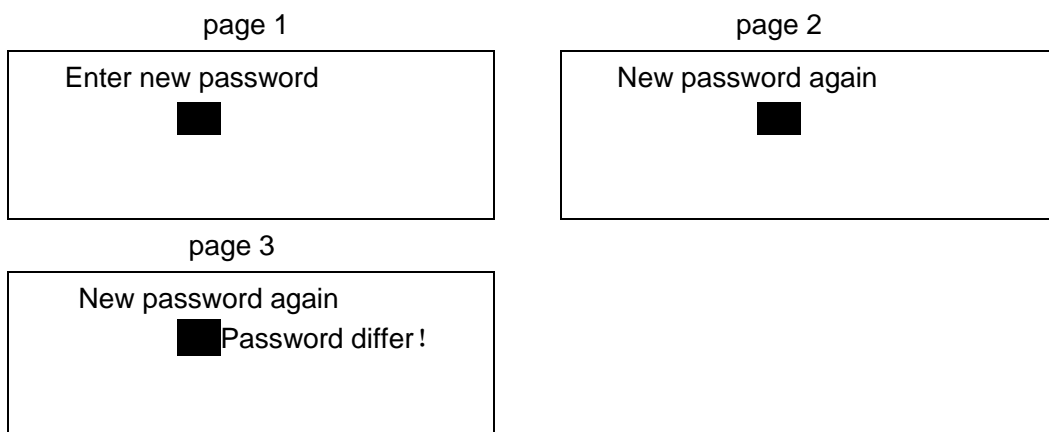 page 1
Enter new password
page 2
New password again
page 3
New password again
Password differ！